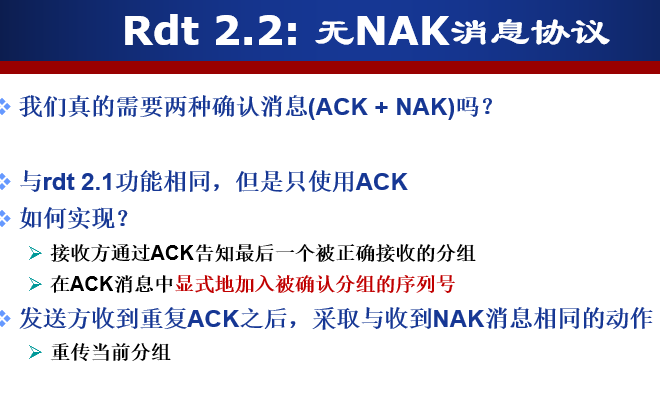 Rdt 2.2: 无NAK消息协议
我们真的需要两种确认消息(ACK + NAK)吗？
与rdt 2.1功能相同，但是只使用ACK
如何实现？
接收方通过ACK告知最后一个被正确接收的分组
在ACK消息中显式地加入被确认分组的序列号
发送方收到重复ACK之后，采取与收到NAK消息相同的动作
重传当前分组